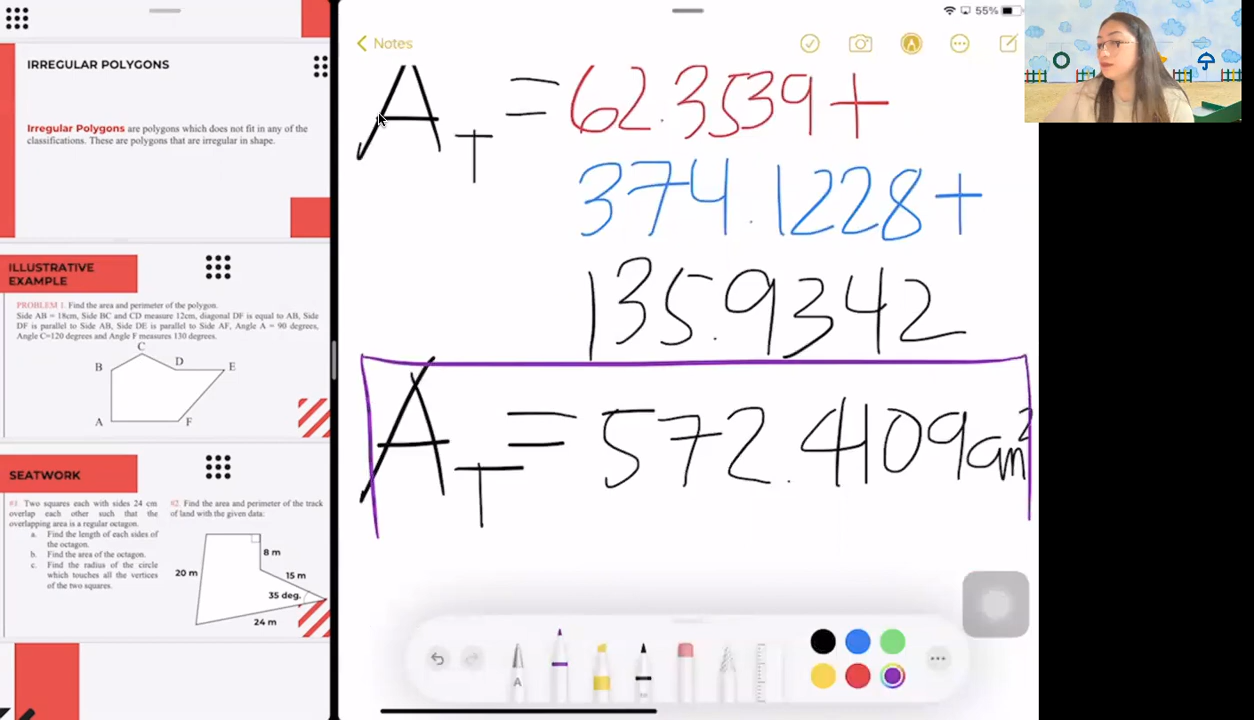 IRREGULAR POLYGONS
Irregular Polygons are polygons which does not fit in any of the
classifications. These are polygons that are irregular in shape.
ILLUSTRATIVE
EXAMPLE
PROBLEM 1. Find the area and perimeter of the polygon.
Side AB = 18cm, Side BC and CD measure 12cm, diagonal DF is equal to AB, Side
DF is parallel to Side AB, Side DE is parallel to Side AF, Angle A = 90 degrees,
Angle C=120 degrees and Angle F measures 130 degrees.
C
B
D
E
A
F
SEATWORK
#1 Two squares each with sides 24 cm
overlap each other such that the
overlapping area is a regular octagon.
a. Find the length of each sides of
the octagon.
b. Find the area of the octagon.
c. Find the radius of the circle
which touches all the vertices
of the two squares.
#2. Find the area and perimeter of the track
of land with the given data:
8 m
20 m
15 m
35 deg.
24 m
55%
Notes
A_T = 62.3539 +
374.1228 +
135.9342
A_T = 572.409 cm²
A